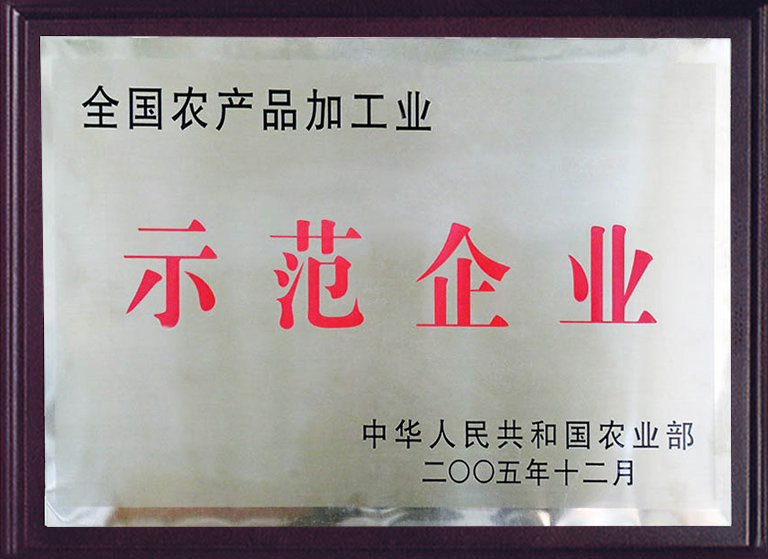 全国农产品加工业
示范企业
中华人民共和国农业部
二〇〇五年十二月